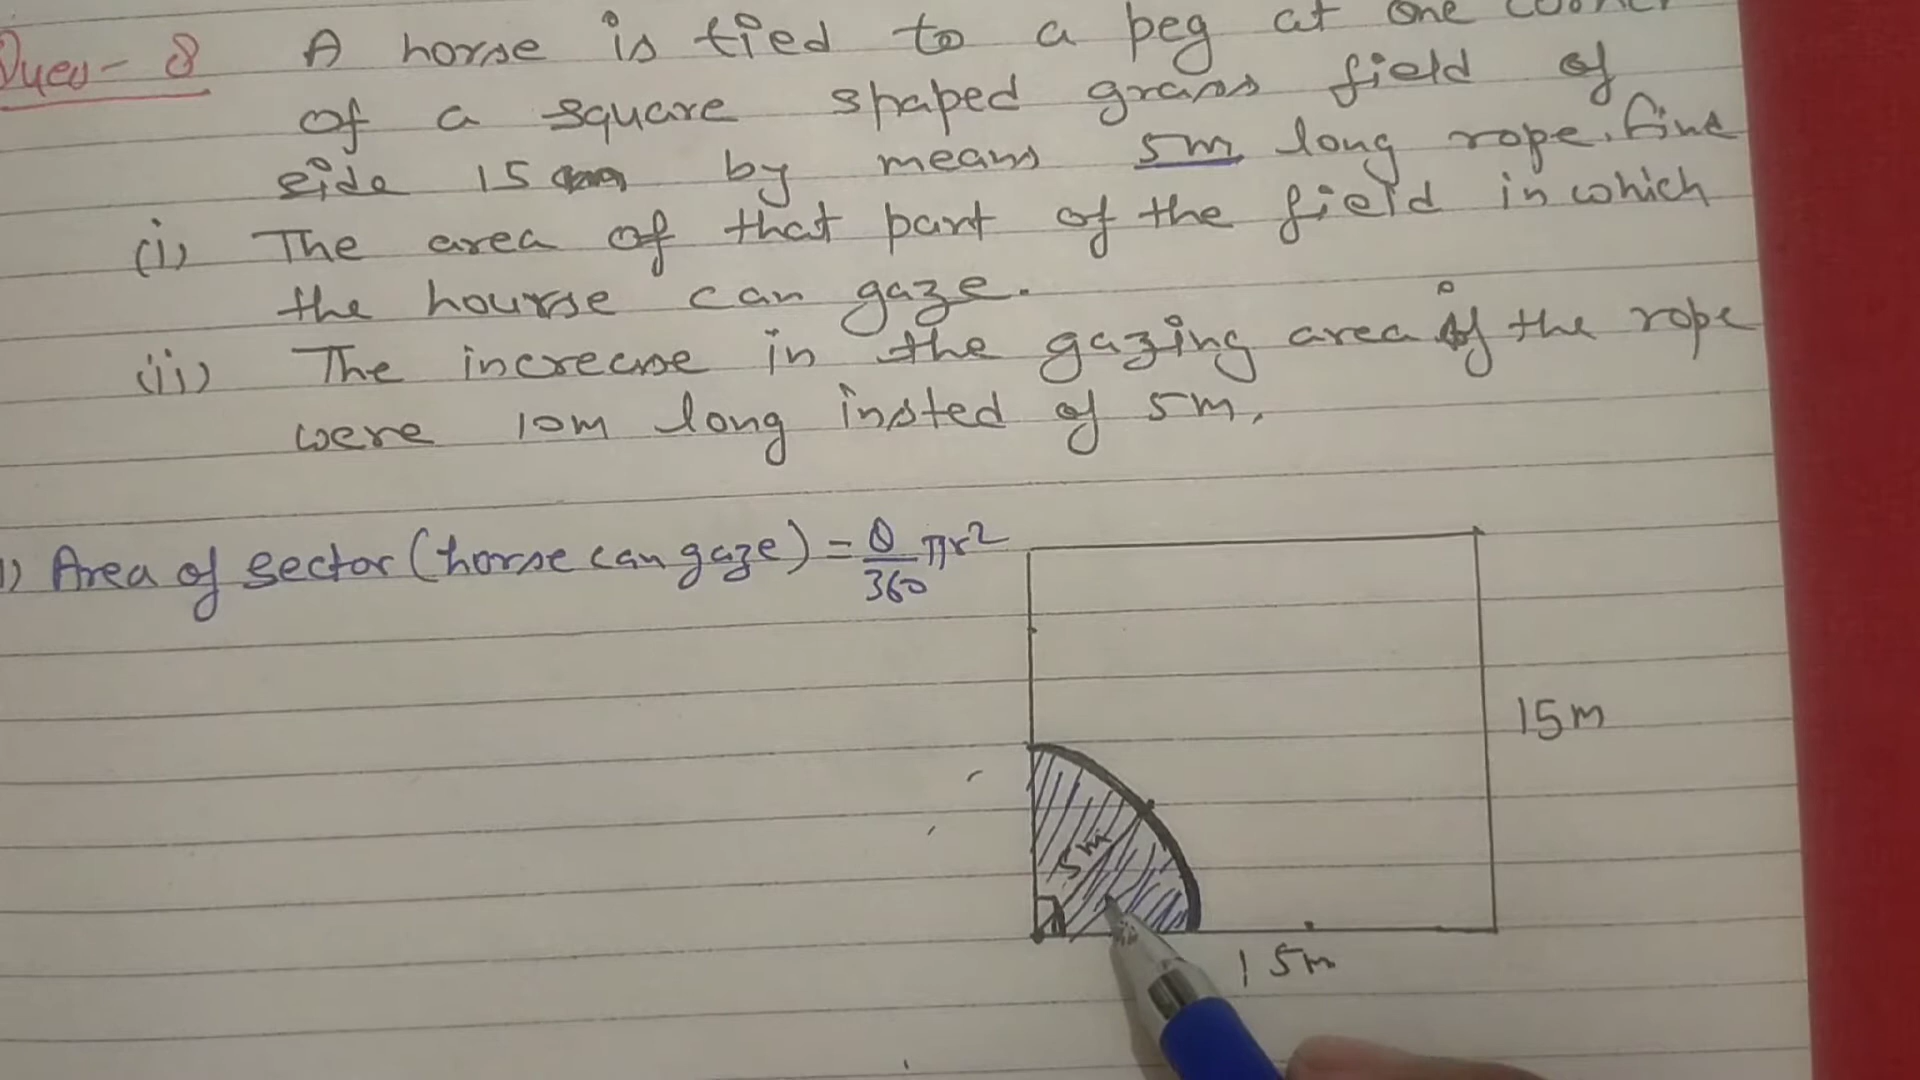 Ques- 8 A horse is tied to a peg at one corner
of a square shaped grass field of
side 15 by means 5m long rope. find
(i) The area of that part of the field in which
the hourse can gaze.
(ii) The increase in the gazing area if the rope
were 10m long insted of 5m.
1) Area of sector (horse can gaze) = θ/360 πr²
15m
5m
15m